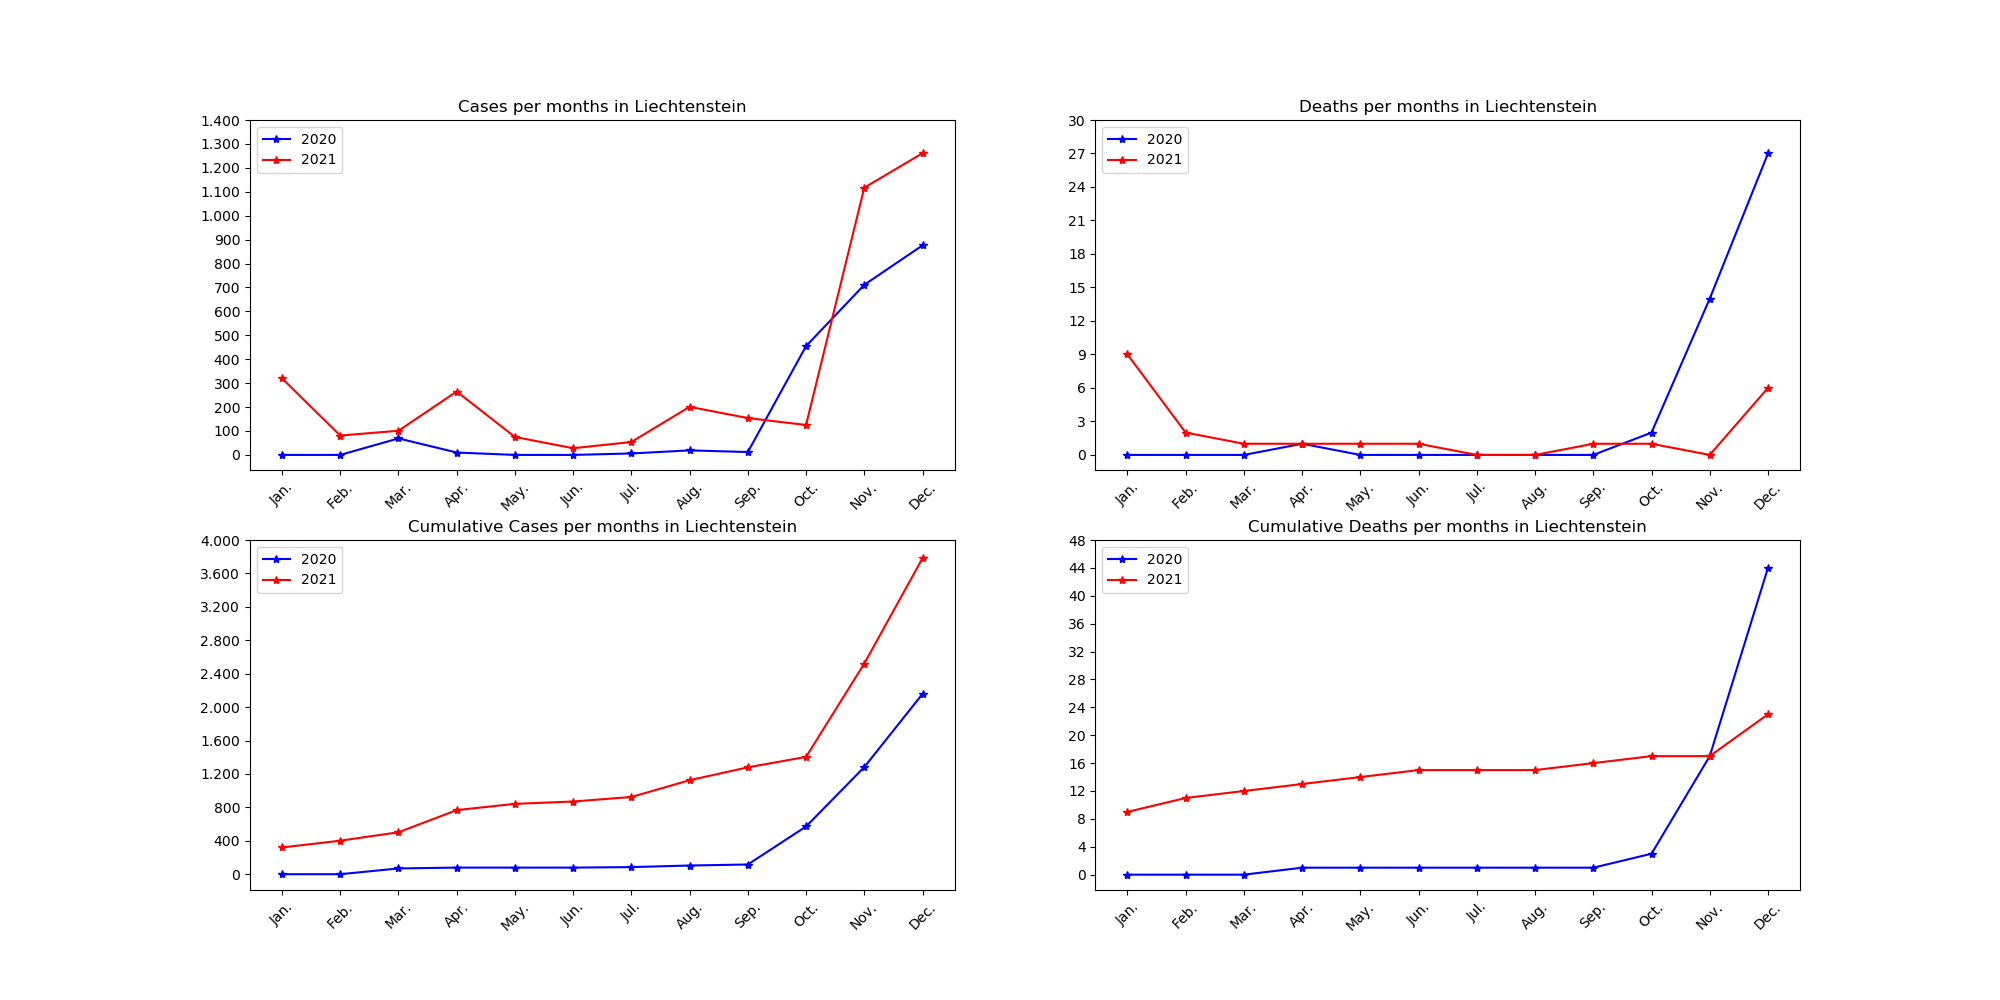 Cases per months in Liechtenstein
1.400
1.300
1.200
1.100
1.000
900
800
700
600
500
400
300
200
100
0
2020
2021
Jan.
Feb.
Mar.
Apr.
May.
Jun.
Jul.
Aug.
Sep.
Oct.
Nov.
Dec.
Deaths per months in Liechtenstein
30
27
24
21
18
15
12
9
6
3
0
2020
2021
Jan.
Feb.
Mar.
Apr.
May.
Jun.
Jul.
Aug.
Sep.
Oct.
Nov.
Dec.
Cumulative Cases per months in Liechtenstein
4.000
3.600
3.200
2.800
2.400
2.000
1.600
1.200
800
400
0
2020
2021
Jan.
Feb.
Mar.
Apr.
May.
Jun.
Jul.
Aug.
Sep.
Oct.
Nov.
Dec.
Cumulative Deaths per months in Liechtenstein
48
44
40
36
32
28
24
20
16
12
8
4
0
2020
2021
Jan.
Feb.
Mar.
Apr.
May.
Jun.
Jul.
Aug.
Sep.
Oct.
Nov.
Dec.